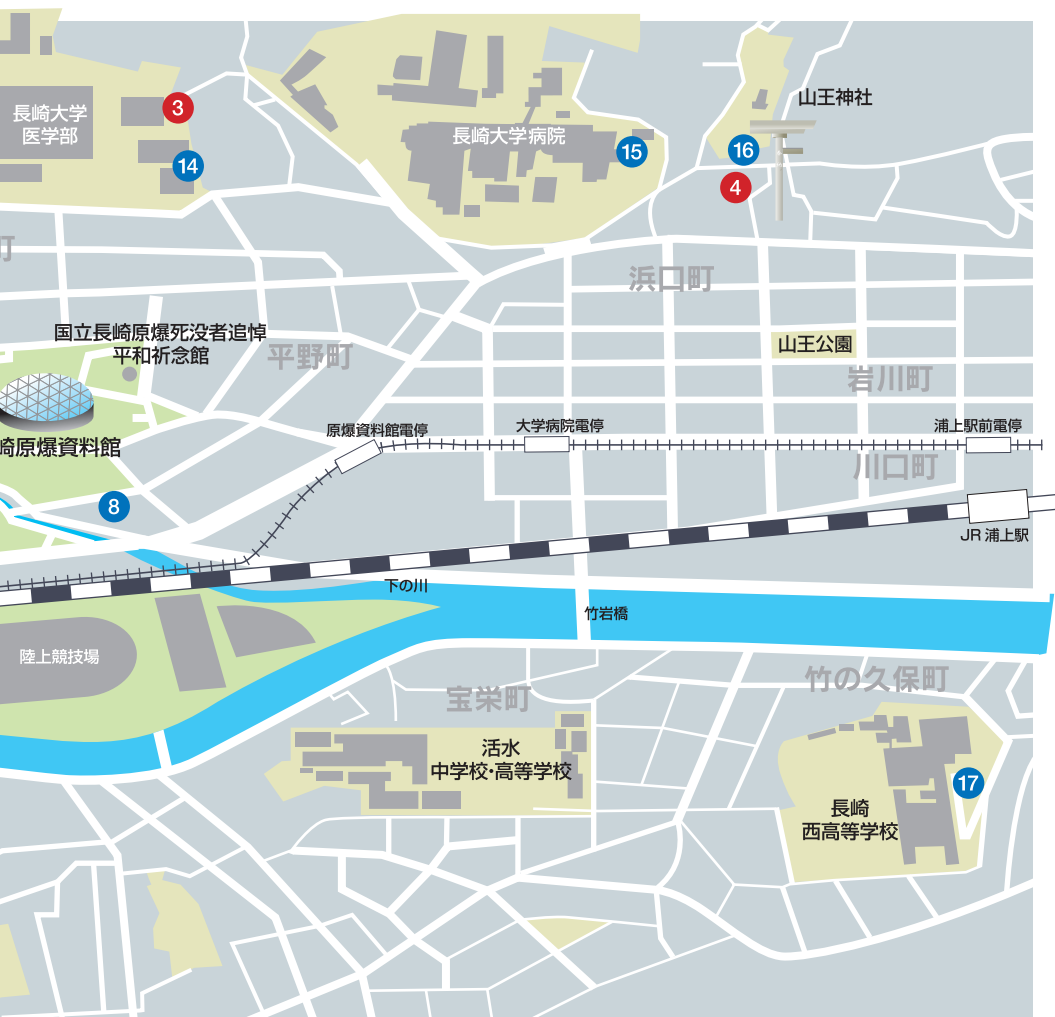 3
山王神社
長崎大学
医学部
長崎大学病院
14
15
16
4
町
浜口町
国立長崎原爆死没者追悼
平和祈念館
平野町
山王公園
岩川町
原爆資料館電停
大学病院電停
浦上駅前電停
崎原爆資料館
川口町
8
JR 浦上駅
下の川
竹岩橋
陸上競技場
竹の久保町
宝栄町
活水
中学校・高等学校
17
長崎
西高等学校